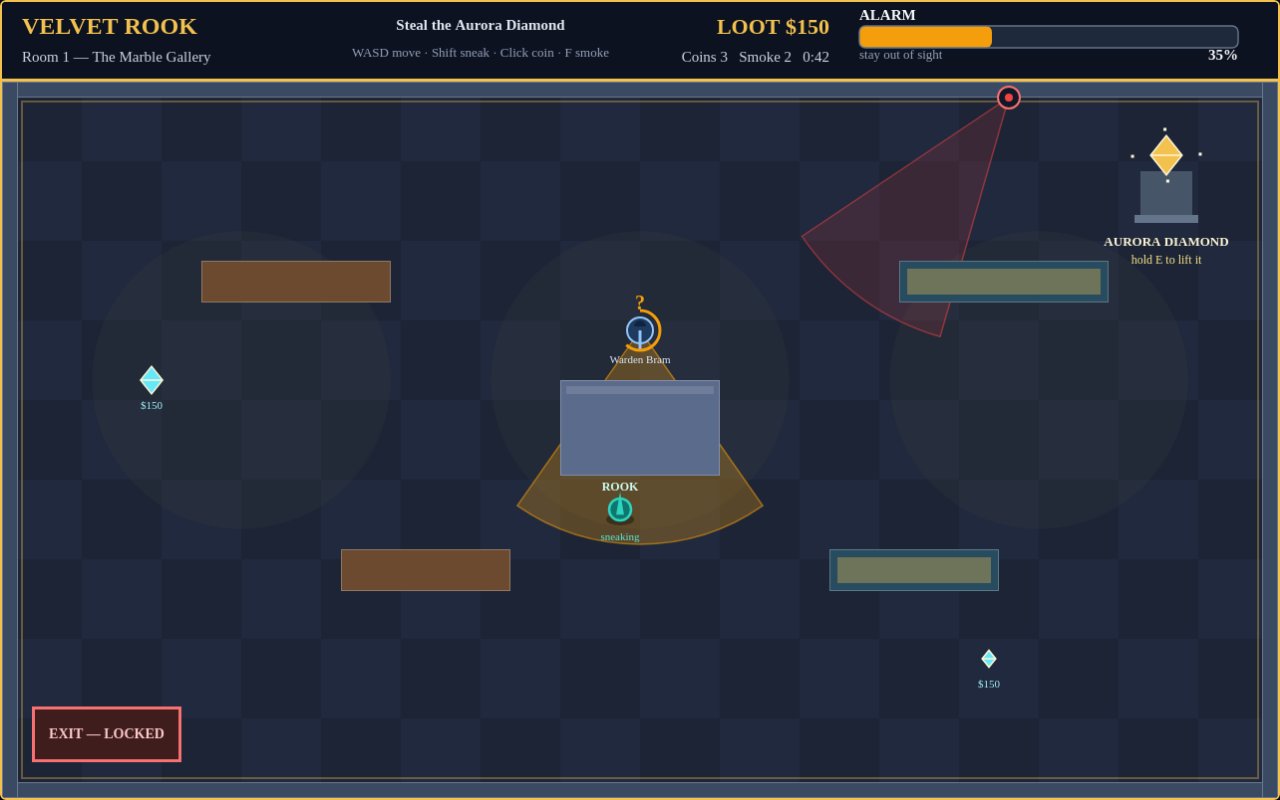 VELVET ROOK
Room 1 — The Marble Gallery
Steal the Aurora Diamond
WASD move · Shift sneak · Click coin · F smoke
LOOT $150
Coins 3 Smoke 2 0:42
ALARM
stay out of sight
35%
AURORA DIAMOND
hold E to lift it
?
Warden Bram
$150
ROOK
sneaking
$150
EXIT — LOCKED